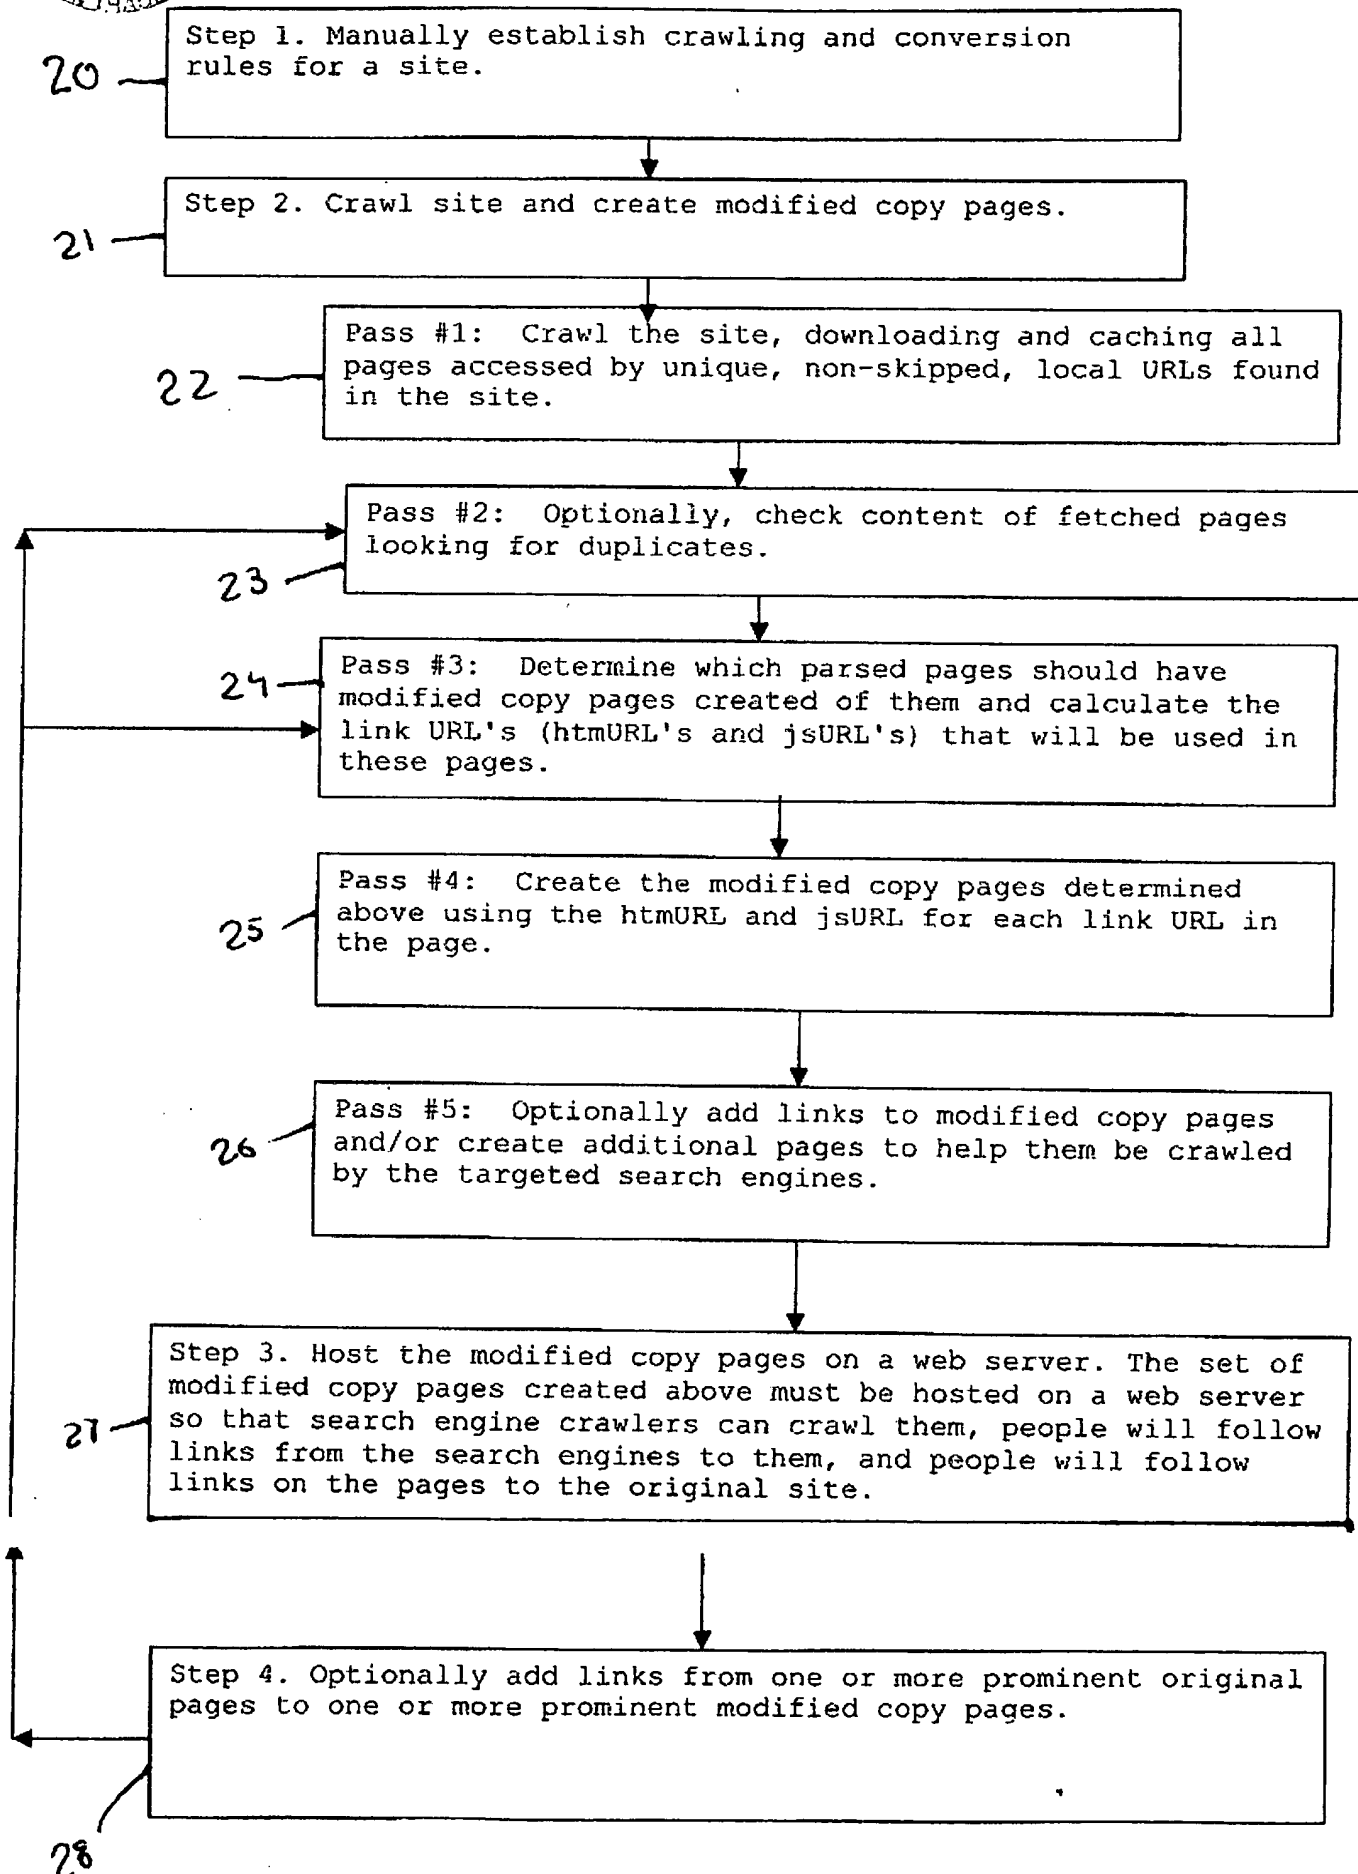 Step 1. Manually establish crawling and conversion
rules for a site.
20
Step 2. Crawl site and create modified copy pages.
21
Pass #1: Crawl the site, downloading and caching all
pages accessed by unique, non-skipped, local URLs found
in the site.
22
Pass #2: Optionally, check content of fetched pages
looking for duplicates.
23
Pass #3: Determine which parsed pages should have
modified copy pages created of them and calculate the
link URL's (htmURL's and jsURL's) that will be used in
these pages.
24
Pass #4: Create the modified copy pages determined
above using the htmURL and jsURL for each link URL in
the page.
25
Pass #5: Optionally add links to modified copy pages
and/or create additional pages to help them be crawled
by the targeted search engines.
26
Step 3. Host the modified copy pages on a web server. The set of
modified copy pages created above must be hosted on a web server
so that search engine crawlers can crawl them, people will follow
links from the search engines to them, and people will follow
links on the pages to the original site.
27
Step 4. Optionally add links from one or more prominent original
pages to one or more prominent modified copy pages.
28